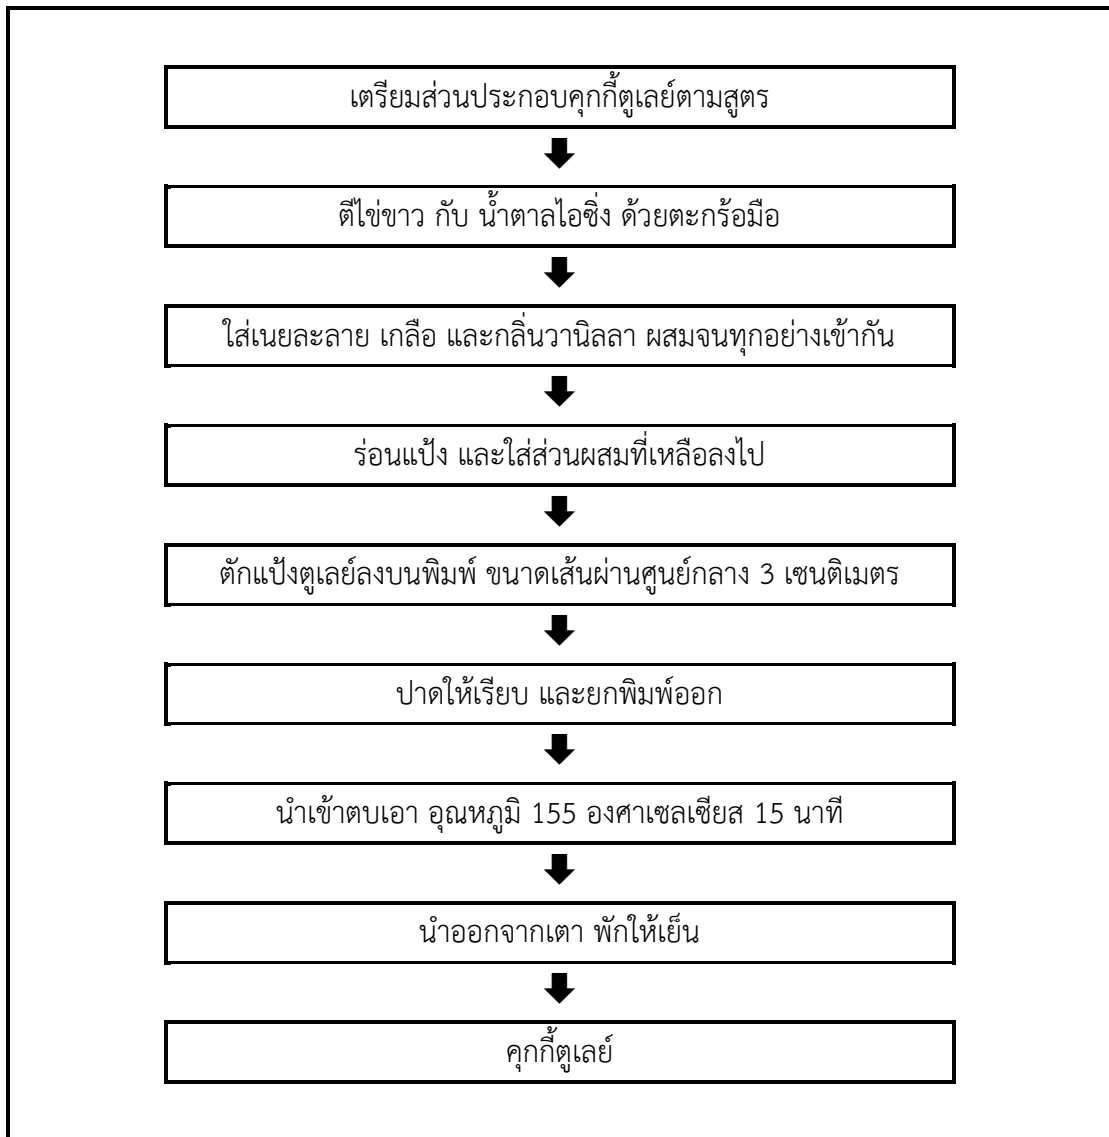 เตรียมส่วนประกอบคุกกี้ตูเลย์ตามสูตร
ตีไข่ขาว กับ น้ำตาลไอซิ่ง ด้วยตะกร้อมือ
ใส่เนยละลาย เกลือ และกลิ่นวานิลลา ผสมจนทุกอย่างเข้ากัน
ร่อนแป้ง และใส่ส่วนผสมที่เหลือลงไป
ตักแป้งตูเลย์ลงบนพิมพ์ ขนาดเส้นผ่านศูนย์กลาง 3 เซนติเมตร
ปาดให้เรียบ และยกพิมพ์ออก
นำเข้าตบเอา อุณหภูมิ 155 องศาเซลเซียส 15 นาที
นำออกจากเตา พักให้เย็น
คุกกี้ตูเลย์